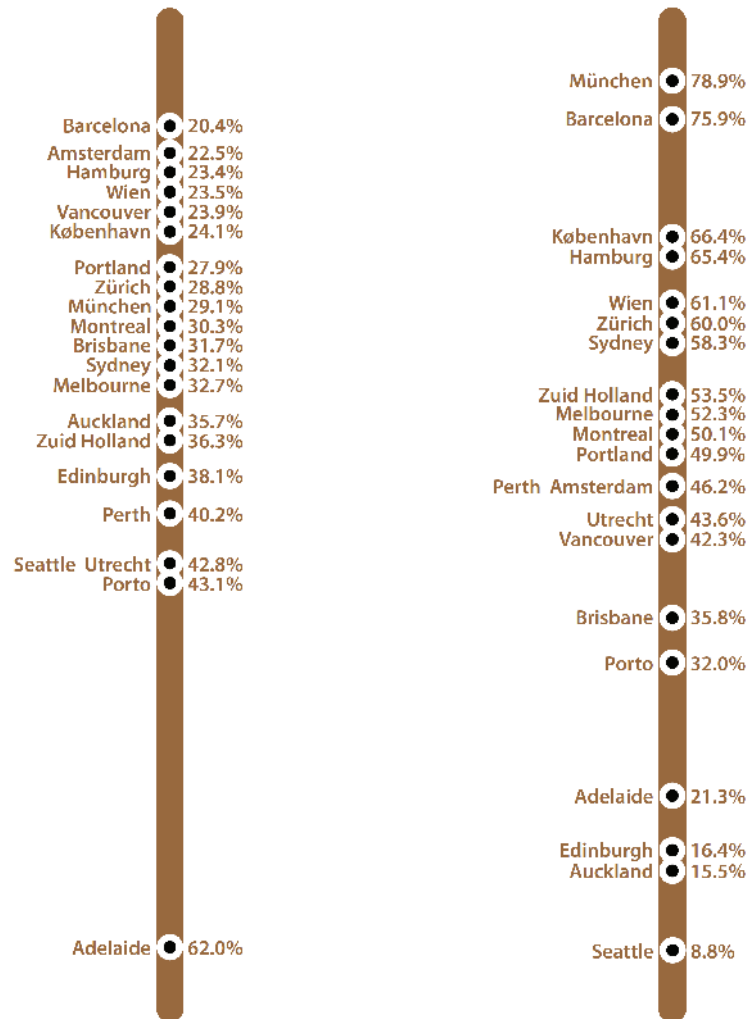 Barcelona 20.4%
Amsterdam 22.5%
Hamburg 23.4%
Wien 23.5%
Vancouver 23.9%
København 24.1%
Portland 27.9%
Zürich 28.8%
München 29.1%
Montreal 30.3%
Brisbane 31.7%
Sydney 32.1%
Melbourne 32.7%
Auckland 35.7%
Zuid Holland 36.3%
Edinburgh 38.1%
Perth 40.2%
Seattle Utrecht 42.8%
Porto 43.1%
Adelaide 62.0%
München 78.9%
Barcelona 75.9%
København 66.4%
Hamburg 65.4%
Wien 61.1%
Zürich 60.0%
Sydney 58.3%
Zuid Holland 53.5%
Melbourne 52.3%
Montreal 50.1%
Portland 49.9%
Perth Amsterdam 46.2%
Utrecht 43.6%
Vancouver 42.3%
Brisbane 35.8%
Porto 32.0%
Adelaide 21.3%
Edinburgh 16.4%
Auckland 15.5%
Seattle 8.8%